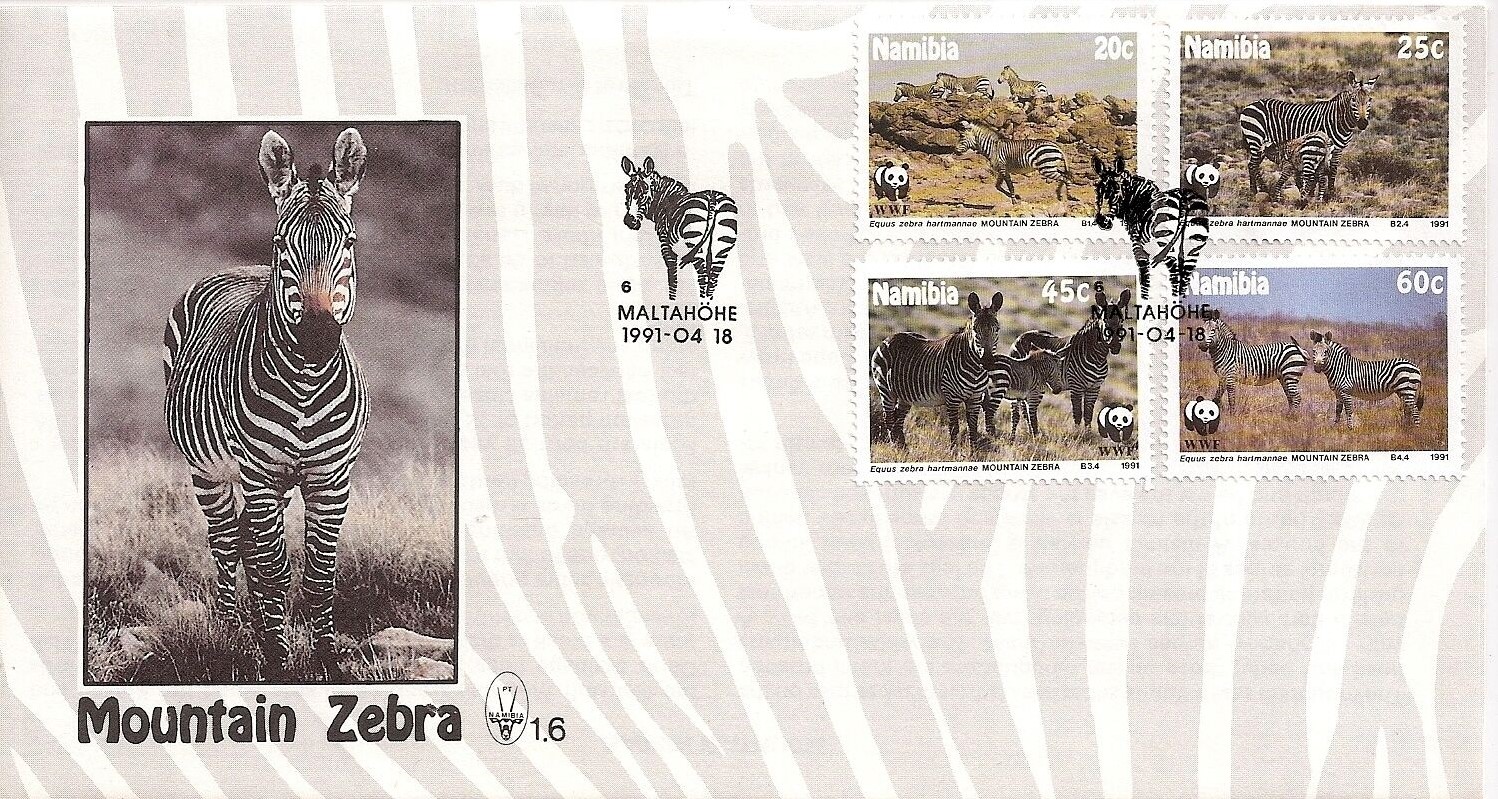 Namibia 20c
WWF
Equus zebra hartmannae MOUNTAIN ZEBRA B1.4
Namibia 25c
zebra hartmannae MOUNTAIN ZEBRA B2.4 1991
6
MALTAHÖHE
1991-04 18
Namibia 45c
WWF
Equus zebra hartmannae MOUNTAIN ZEBRA B3.4 1991
6
MALTAHÖHE
1991-04-18
Namibia 60c
WWF
Equus zebra hartmannae MOUNTAIN ZEBRA B4.4 1991
Mountain Zebra
PT
NAMIBIA
1.6